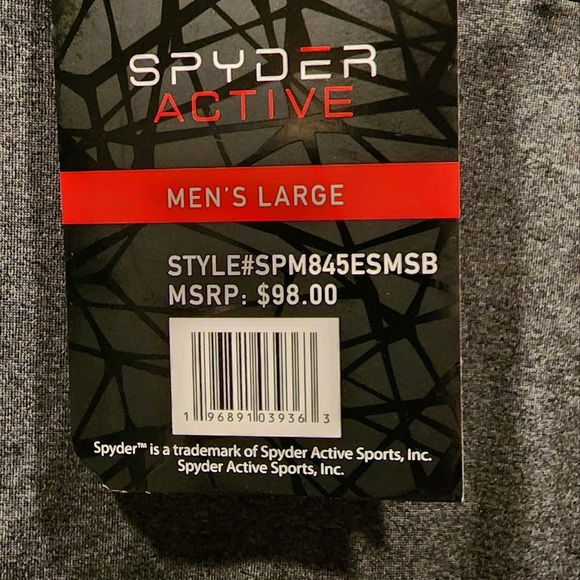 SPYDER
ACTIVE
MEN'S LARGE
STYLE#SPM845ESMSB
MSRP: $98.00
1 96891 03936 3
Spyder™ is a trademark of Spyder Active Sports, Inc.
Spyder Active Sports, Inc.